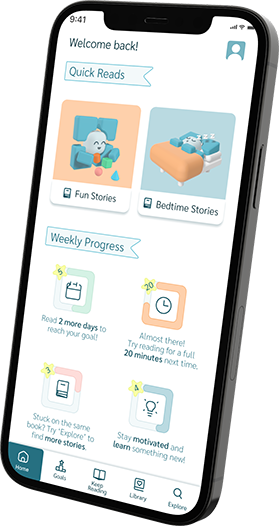 9:41
Welcome back!
Quick Reads
Fun Stories
Bedtime Stories
Weekly Progress
5
Read 2 more days to
reach your goal!
20
Almost there!
Try reading for a full
20 minutes next time.
3
Stuck on the same
book? Try "Explore" to
find more stories.
4
Stay motivated and
learn something new!
Home
Goals
Keep
Reading
Library
Explore